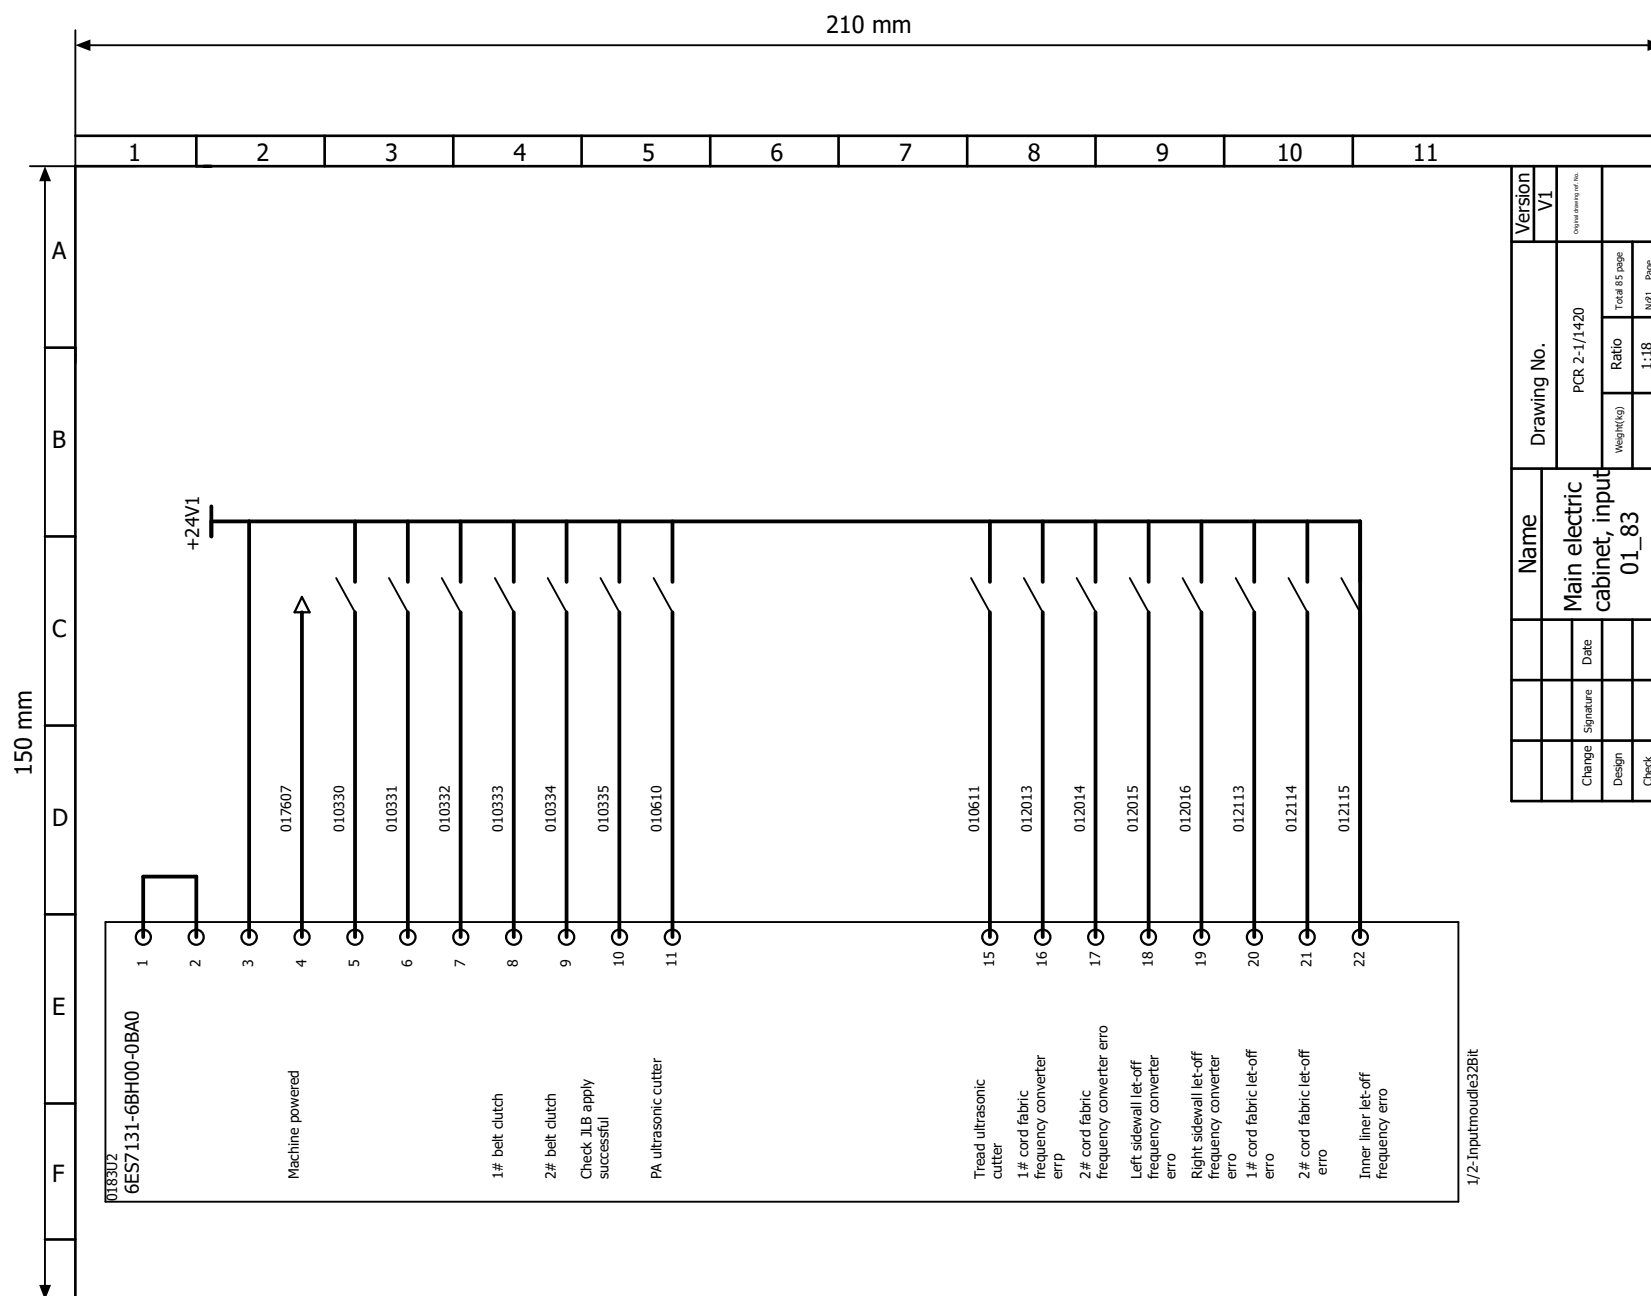 210 mm
1 2 3 4 5 6 7 8 9 10 11
150 mm
A
B
C
D
E
F
Version
V1
Original drawing ref. No.
Drawing No.
PCR 2-1/1420
Total 85 page
Ratio
1:18
Weight(kg)
Name
Main electric
cabinet, input
01_83
Date
Signature
Change
Design
Check
+24V1
017607
010330
010331
010332
010333
010334
010335
010610
010611
012013
012014
012015
012016
012113
012114
012115
1
2
3
4
5
6
7
8
9
10
11
15
16
17
18
19
20
21
22
0183U2
6ES7131-6BH00-0BA0
Machine powered
1# belt clutch
2# belt clutch
Check JLB apply
successful
PA ultrasonic cutter
Tread ultrasonic
cutter
1# cord fabric
frequency converter
errp
2# cord fabric
frequency converter erro
Left sidewall let-off
frequency converter
erro
Right sidewall let-off
frequency converter
erro
1# cord fabric let-off
erro
2# cord fabric let-off
erro
Inner liner let-off
frequency erro
1/2-Inputmoudle32Bit